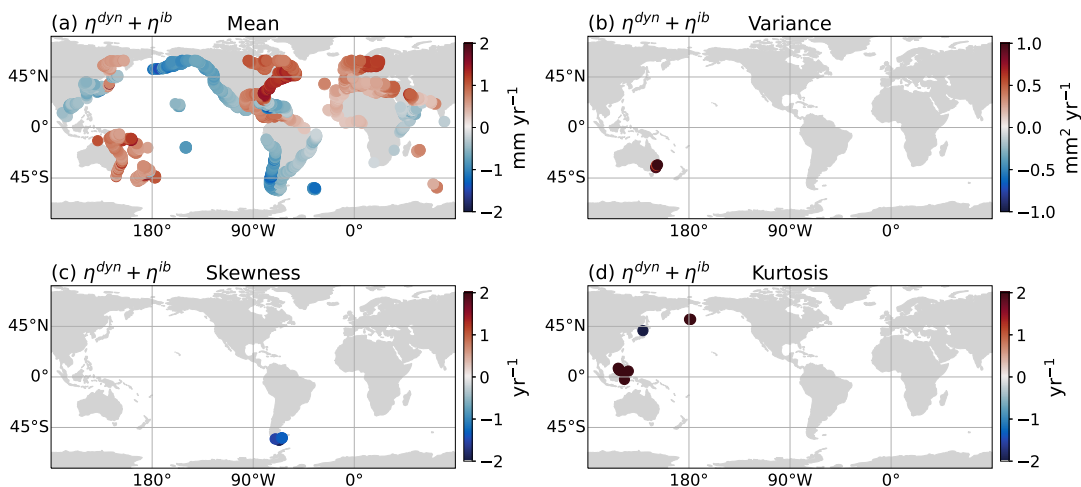 (a) η^{dyn} + η^{ib} Mean
2
45°N
1
0°
0
mm yr⁻¹
45°S
−1
−2
180° 90°W 0°
(b) η^{dyn} + η^{ib} Variance
1.0
0.5
0.0
mm² yr⁻¹
−0.5
−1.0
180° 90°W 0°
(c) η^{dyn} + η^{ib} Skewness
2
45°N
1
0°
0
yr⁻¹
45°S
−1
−2
180° 90°W 0°
(d) η^{dyn} + η^{ib} Kurtosis
2
45°N
1
0°
0
yr⁻¹
45°S
−1
−2
180° 90°W 0°